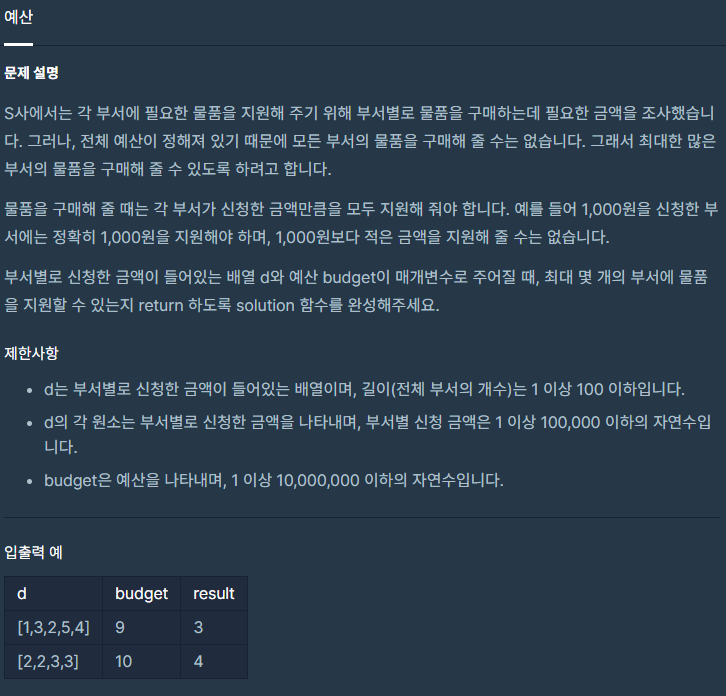 예산
문제 설명
S사에서는 각 부서에 필요한 물품을 지원해 주기 위해 부서별로 물품을 구매하는데 필요한 금액을 조사했습니
다. 그러나, 전체 예산이 정해져 있기 때문에 모든 부서의 물품을 구매해 줄 수는 없습니다. 그래서 최대한 많은
부서의 물품을 구매해 줄 수 있도록 하려고 합니다.
물품을 구매해 줄 때는 각 부서가 신청한 금액만큼을 모두 지원해 줘야 합니다. 예를 들어 1,000원을 신청한 부
서에는 정확히 1,000원을 지원해야 하며, 1,000원보다 적은 금액을 지원해 줄 수는 없습니다.
부서별로 신청한 금액이 들어있는 배열 d와 예산 budget이 매개변수로 주어질 때, 최대 몇 개의 부서에 물품
을 지원할 수 있는지 return 하도록 solution 함수를 완성해주세요.
제한사항
• d는 부서별로 신청한 금액이 들어있는 배열이며, 길이(전체 부서의 개수)는 1 이상 100 이하입니다.
• d의 각 원소는 부서별로 신청한 금액을 나타내며, 부서별 신청 금액은 1 이상 100,000 이하의 자연수입
니다.
• budget은 예산을 나타내며, 1 이상 10,000,000 이하의 자연수입니다.
입출력 예
d budget result
[1,3,2,5,4] 9 3
[2,2,3,3] 10 4